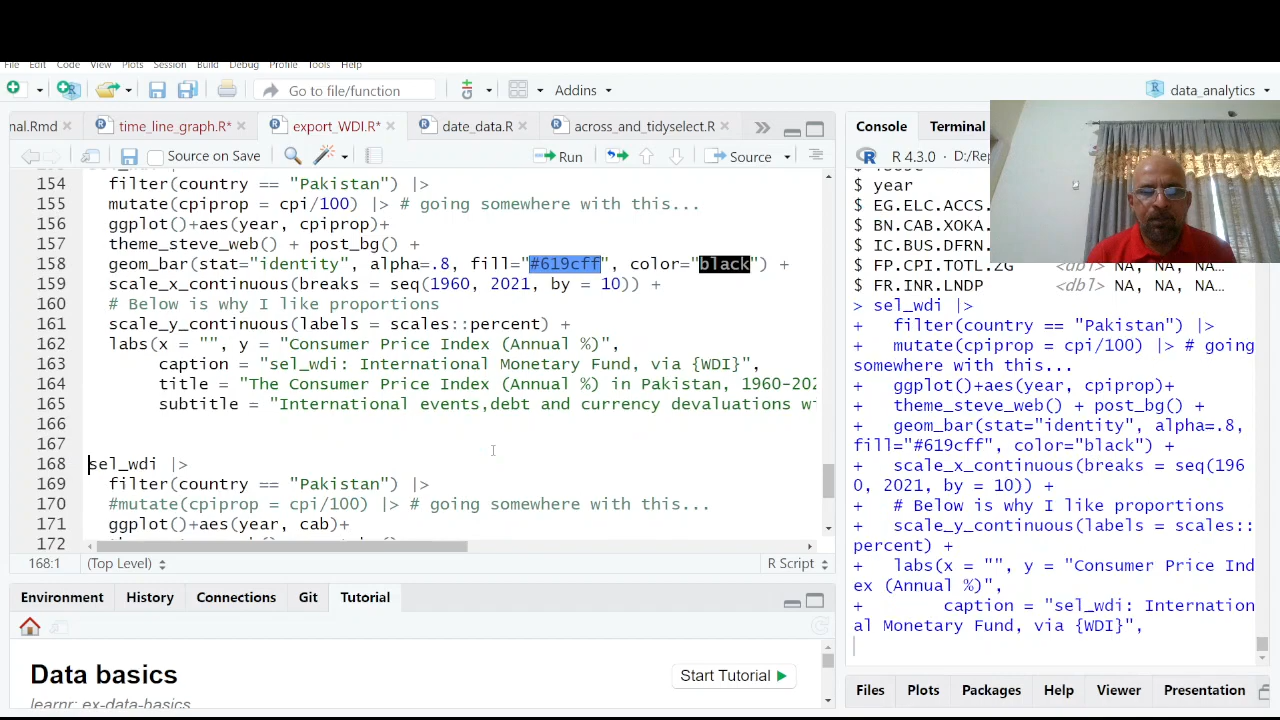 File Edit Code View Plots Session Build Debug Profile Tools Help
Go to file/function Addins data_analytics
nal.Rmd time_line_graph.R* export_WDI.R* date_data.R across_and_tidyselect.R
Source on Save Run Source
154 filter(country == "Pakistan") |>
155 mutate(cpiprop = cpi/100) |> # going somewhere with this...
156 ggplot()+aes(year, cpiprop)+
157 theme_steve_web() + post_bg() +
158 geom_bar(stat="identity", alpha=.8, fill="#619cff", color="black") +
159 scale_x_continuous(breaks = seq(1960, 2021, by = 10)) +
160 # Below is why I like proportions
161 scale_y_continuous(labels = scales::percent) +
162 labs(x = "", y = "Consumer Price Index (Annual %)",
163 caption = "sel_wdi: International Monetary Fund, via {WDI}",
164 title = "The Consumer Price Index (Annual %) in Pakistan, 1960-202
165 subtitle = "International events,debt and currency devaluations w
166
167
168 sel_wdi |>
169 filter(country == "Pakistan") |>
170 #mutate(cpiprop = cpi/100) |> # going somewhere with this...
171 ggplot()+aes(year, cab)+
172
168:1 (Top Level) R Script
Environment History Connections Git Tutorial
Data basics
Start Tutorial
learnr: ex-data-basics
Console Terminal
R 4.3.0 · D:/Rep
$ year
$ EG.ELC.ACCS.
$ BN.CAB.XOKA.
$ IC.BUS.DFRN.
$ FP.CPI.TOTL.ZG <dbl> NA, NA, NA…
$ FR.INR.LNDP <dbl> NA, NA, NA…
> sel_wdi |>
+ filter(country == "Pakistan") |>
+ mutate(cpiprop = cpi/100) |> # going
somewhere with this...
+ ggplot()+aes(year, cpiprop)+
+ theme_steve_web() + post_bg() +
+ geom_bar(stat="identity", alpha=.8,
fill="#619cff", color="black") +
+ scale_x_continuous(breaks = seq(196
0, 2021, by = 10)) +
+ # Below is why I like proportions
+ scale_y_continuous(labels = scales::
percent) +
+ labs(x = "", y = "Consumer Price Ind
ex (Annual %)",
+ caption = "sel_wdi: Internation
al Monetary Fund, via {WDI}",
Files Plots Packages Help Viewer Presentation